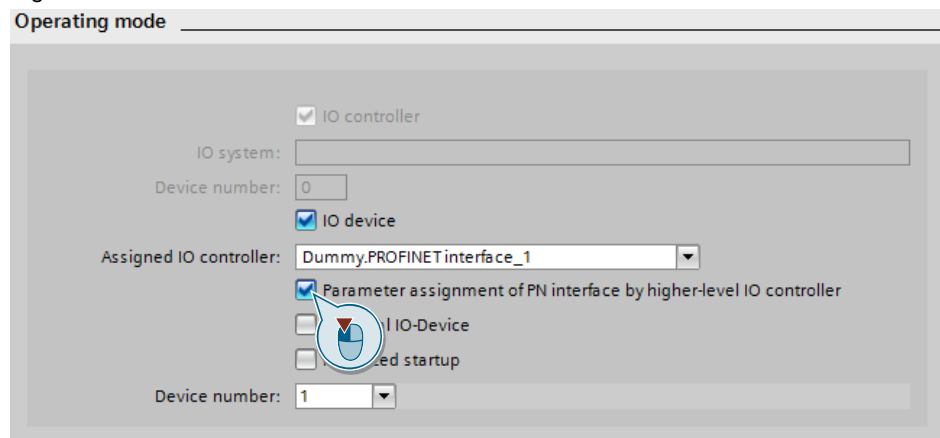 Operating mode
IO controller
IO system:
Device number: 0
IO device
Assigned IO controller: Dummy.PROFINET interface_1
Parameter assignment of PN interface by higher-level IO controller
IO-Device
startup
Device number: 1